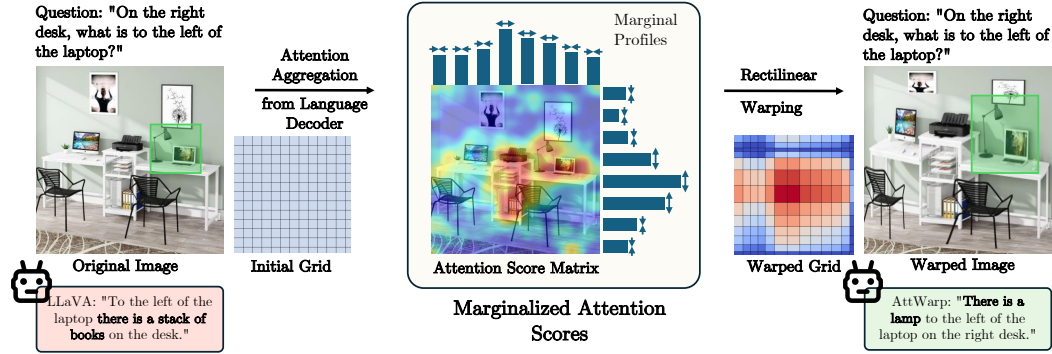 Question: "On the right
desk, what is to the left of
the laptop?"
Original Image
LLaVA: "To the left of the
laptop there is a stack of
books on the desk."
Attention
Aggregation
from Language
Decoder
Initial Grid
Marginal
Profiles
Attention Score Matrix
Marginalized Attention
Scores
Rectilinear
Warping
Warped Grid
Question: "On the right
desk, what is to the left of
the laptop?"
Warped Image
AttWarp: "There is a
lamp to the left of the
laptop on the right desk."